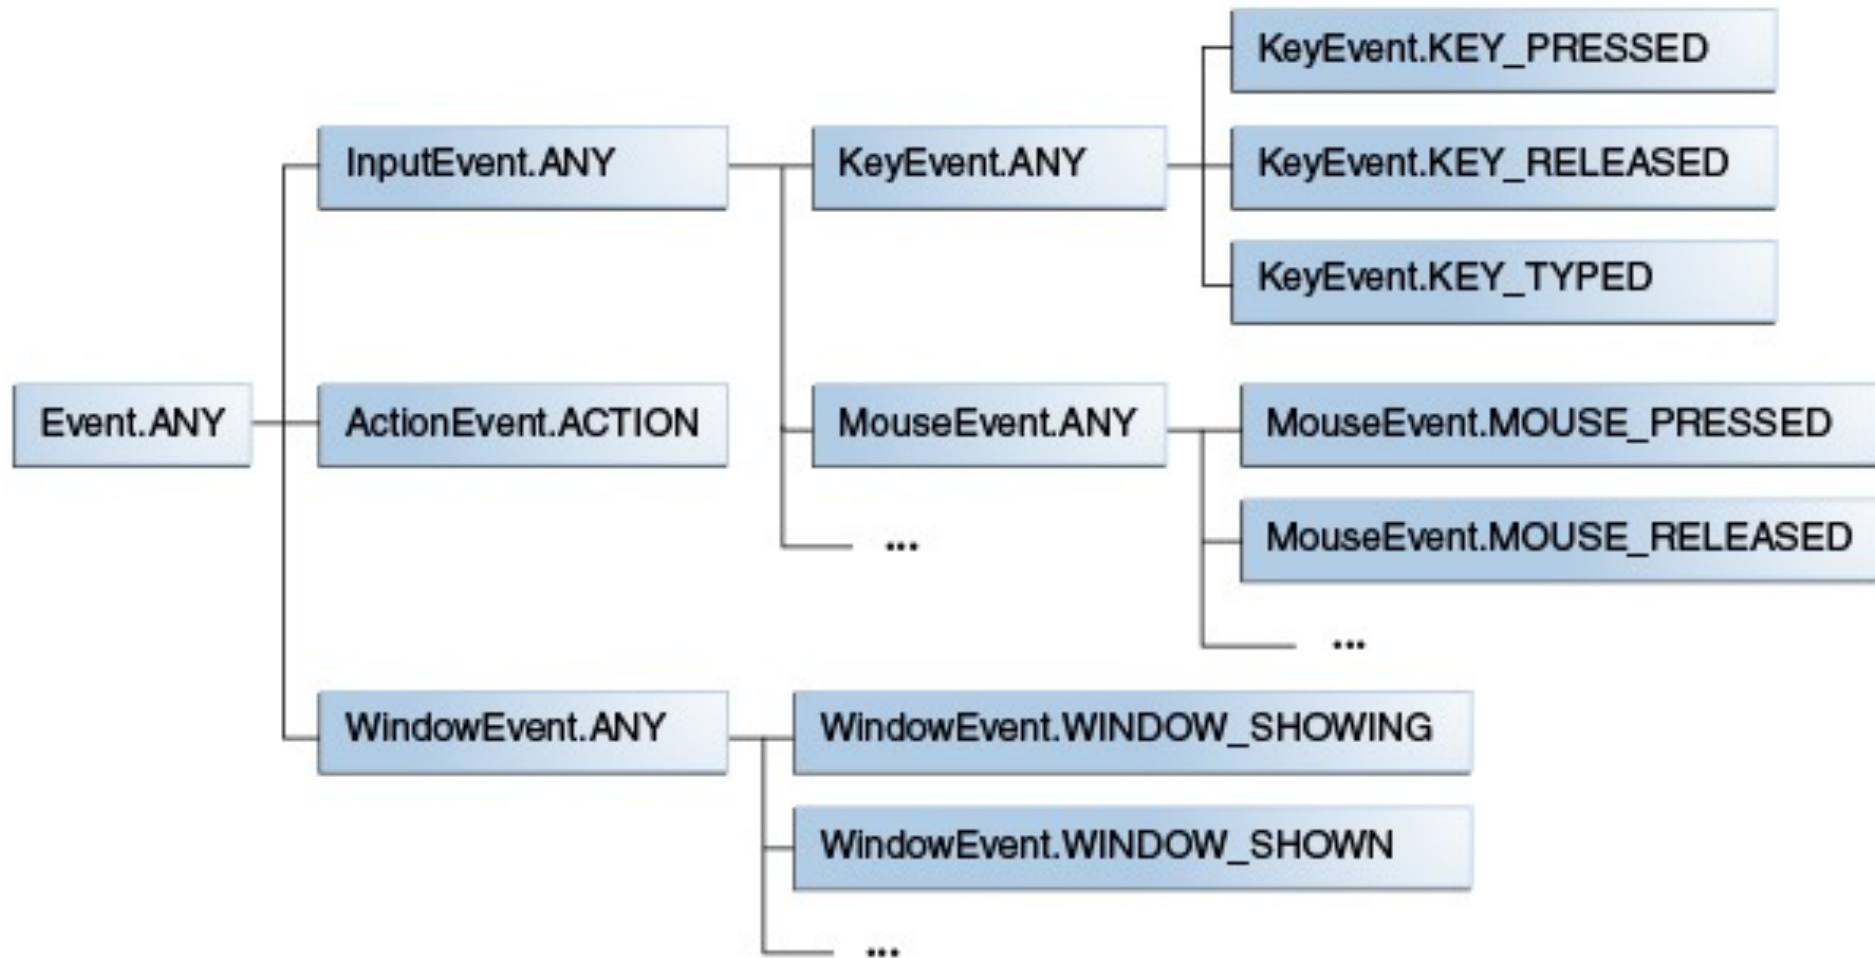 KeyEvent.KEY_PRESSED
InputEvent.ANY
KeyEvent.ANY
KeyEvent.KEY_RELEASED
KeyEvent.KEY_TYPED
Event.ANY
ActionEvent.ACTION
MouseEvent.ANY
MouseEvent.MOUSE_PRESSED
...
MouseEvent.MOUSE_RELEASED
...
WindowEvent.ANY
WindowEvent.WINDOW_SHOWING
WindowEvent.WINDOW_SHOWN
...